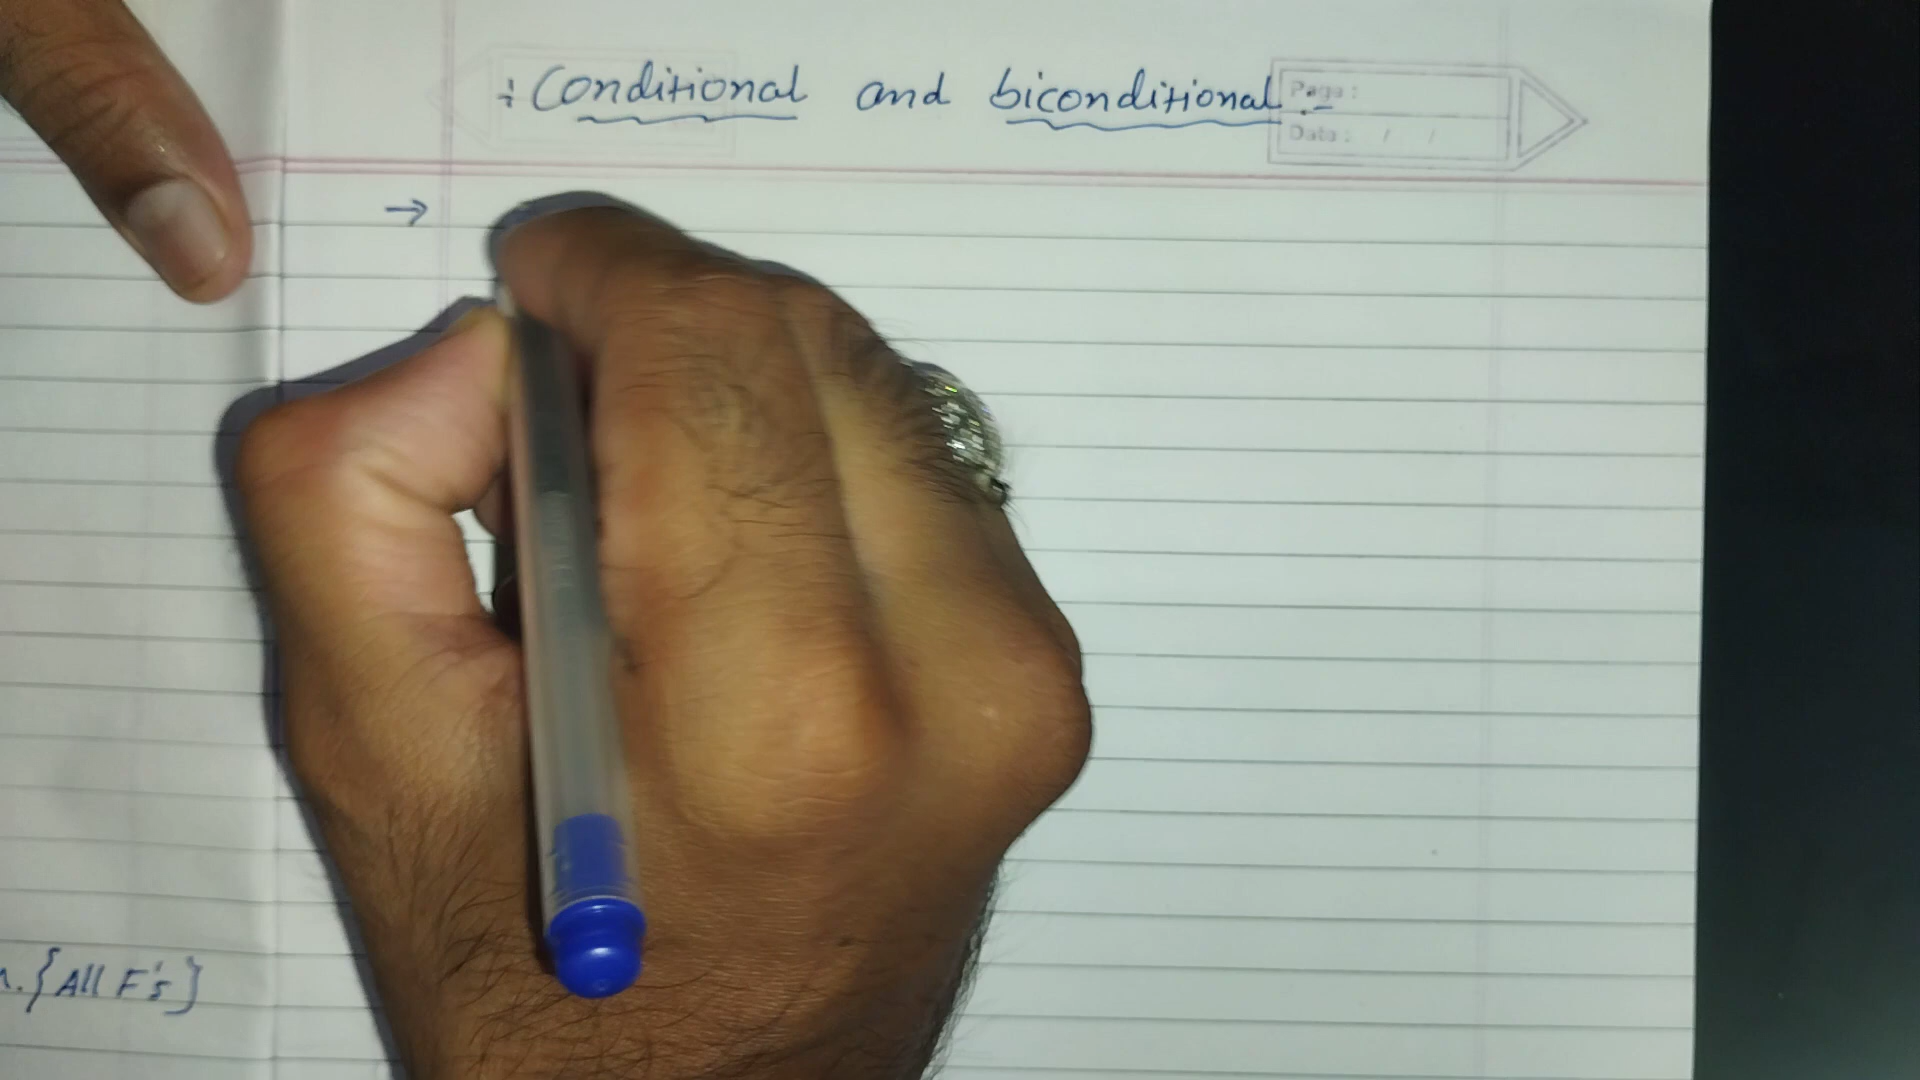 :Conditional and biconditional:-
Page :
Date : / /
→
{All F's}